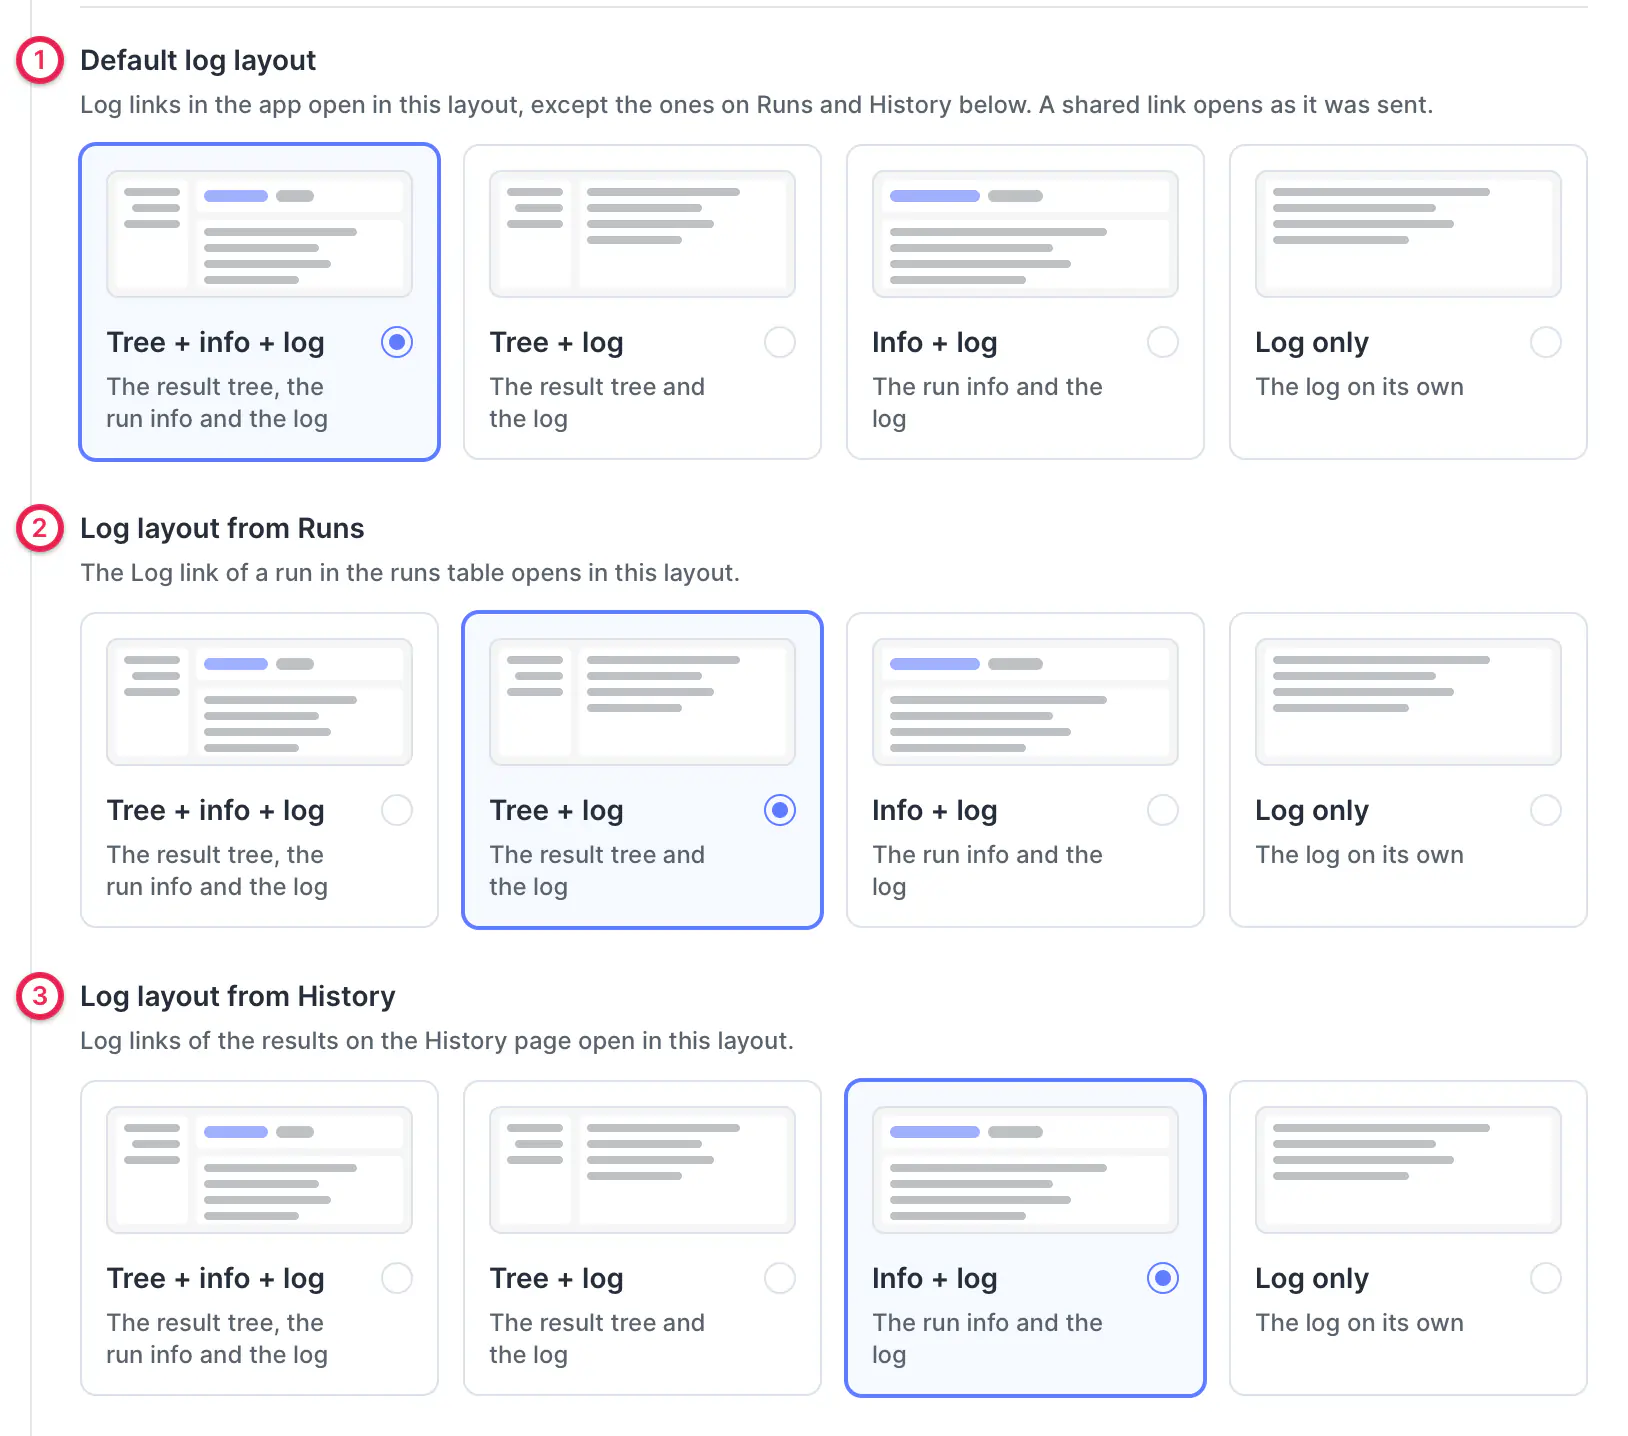 1
Default log layout
Log links in the app open in this layout, except the ones on Runs and History below. A shared link opens as it was sent.
Tree + info + log
The result tree, the
run info and the log
Tree + log
The result tree and
the log
Info + log
The run info and the
log
Log only
The log on its own
2
Log layout from Runs
The Log link of a run in the runs table opens in this layout.
Tree + info + log
The result tree, the
run info and the log
Tree + log
The result tree and
the log
Info + log
The run info and the
log
Log only
The log on its own
3
Log layout from History
Log links of the results on the History page open in this layout.
Tree + info + log
The result tree, the
run info and the log
Tree + log
The result tree and
the log
Info + log
The run info and the
log
Log only
The log on its own